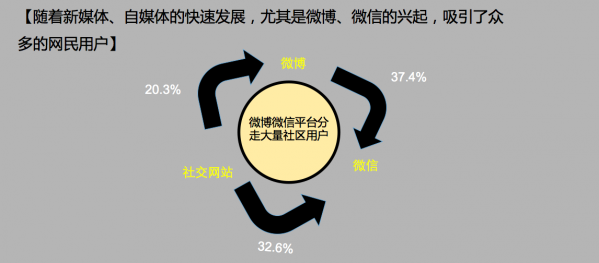 【随着新媒体、自媒体的快速发展，尤其是微博、微信的兴起，吸引了众
多的网民用户】
微博
20.3%
37.4%
微博微信平台分
走大量社区用户
社交网站
微信
32.6%